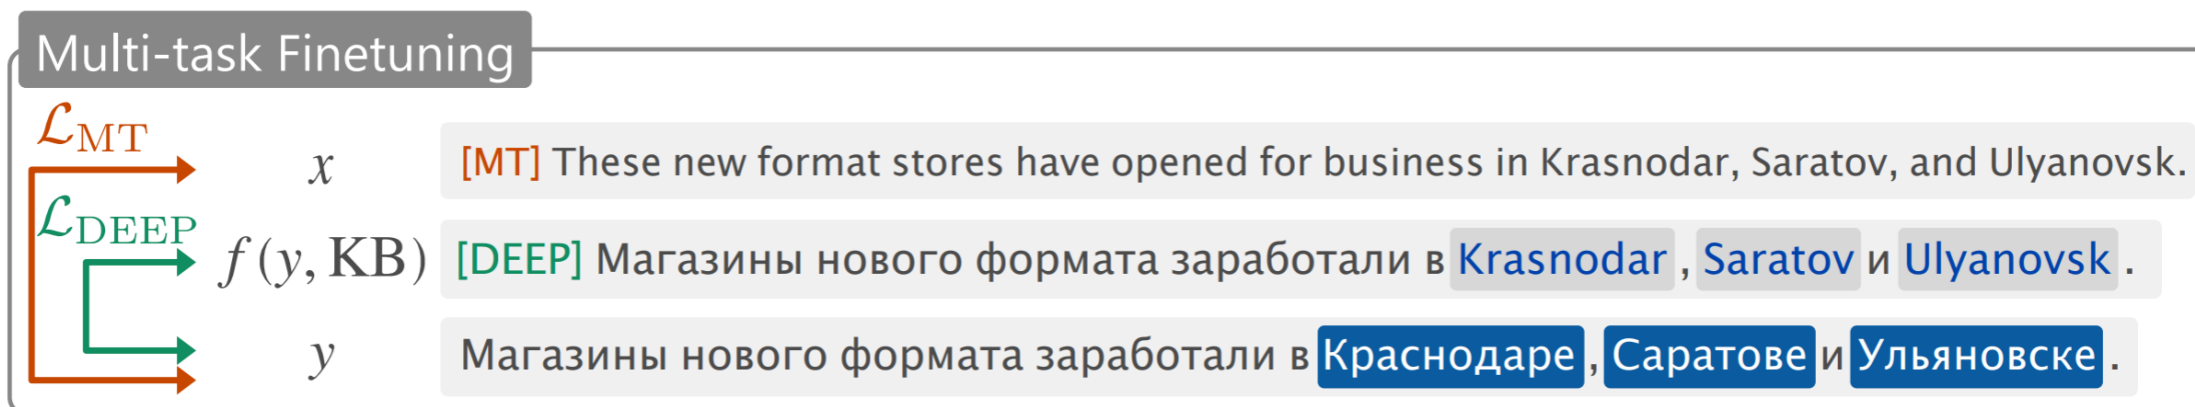 Multi-task Finetuning
ℒMT
x [MT] These new format stores have opened for business in Krasnodar, Saratov, and Ulyanovsk.
ℒDEEP
f(y, KB) [DEEP] Магазины нового формата заработали в Krasnodar , Saratov и Ulyanovsk .
y Магазины нового формата заработали в Краснодаре , Саратове и Ульяновске .